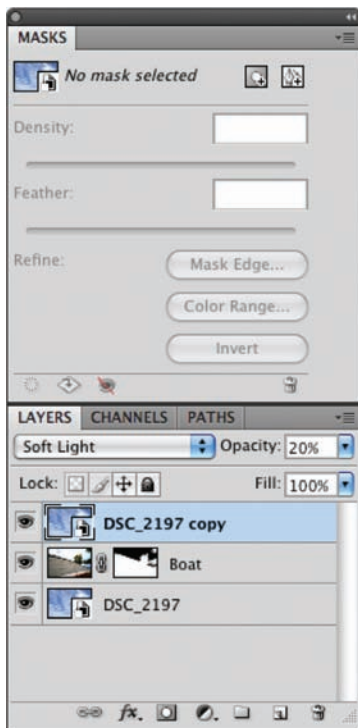 MASKS
No mask selected
Density:
Feather:
Refine:
Mask Edge...
Color Range...
Invert
LAYERS CHANNELS PATHS
Soft Light Opacity: 20%
Lock: Fill: 100%
DSC_2197 copy
Boat
DSC_2197
fx.